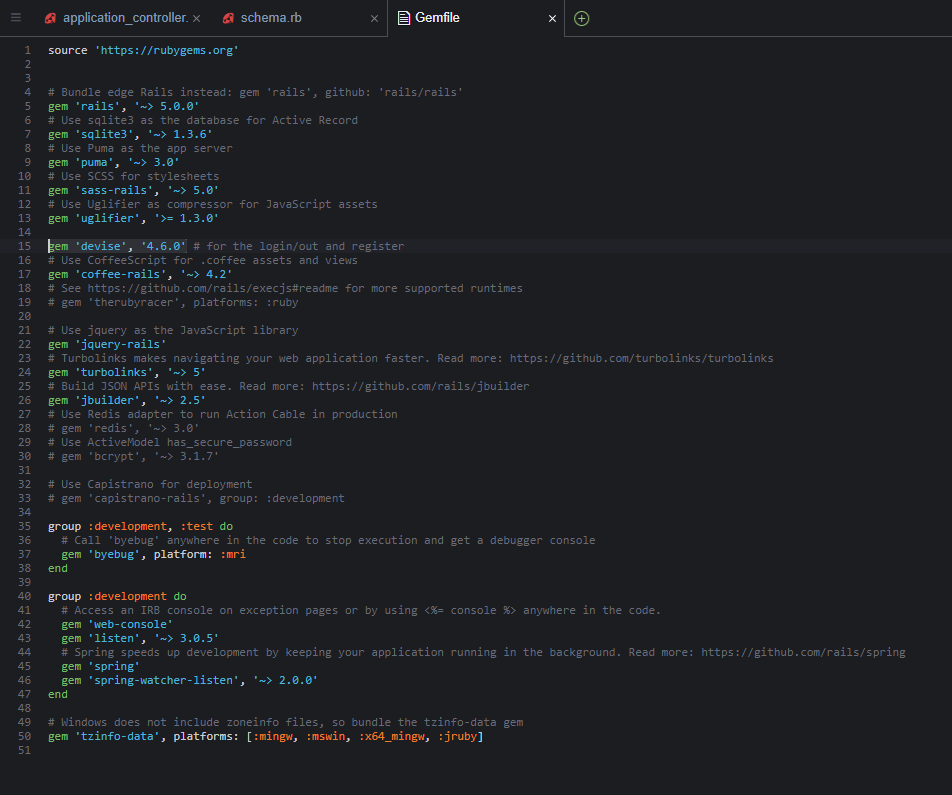 application_controller.
schema.rb
Gemfile
1 source 'https://rubygems.org'
2
3
4 # Bundle edge Rails instead: gem 'rails', github: 'rails/rails'
5 gem 'rails', '~> 5.0.0'
6 # Use sqlite3 as the database for Active Record
7 gem 'sqlite3', '~> 1.3.6'
8 # Use Puma as the app server
9 gem 'puma', '~> 3.0'
10 # Use SCSS for stylesheets
11 gem 'sass-rails', '~> 5.0'
12 # Use Uglifier as compressor for JavaScript assets
13 gem 'uglifier', '>= 1.3.0'
14
15 gem 'devise', '4.6.0' # for the login/out and register
16 # Use CoffeeScript for .coffee assets and views
17 gem 'coffee-rails', '~> 4.2'
18 # See https://github.com/rails/execjs#readme for more supported runtimes
19 # gem 'therubyracer', platforms: :ruby
20
21 # Use jquery as the JavaScript library
22 gem 'jquery-rails'
23 # Turbolinks makes navigating your web application faster. Read more: https://github.com/turbolinks/turbolinks
24 gem 'turbolinks', '~> 5'
25 # Build JSON APIs with ease. Read more: https://github.com/rails/jbuilder
26 gem 'jbuilder', '~> 2.5'
27 # Use Redis adapter to run Action Cable in production
28 # gem 'redis', '~> 3.0'
29 # Use ActiveModel has_secure_password
30 # gem 'bcrypt', '~> 3.1.7'
31
32 # Use Capistrano for deployment
33 # gem 'capistrano-rails', group: :development
34
35 group :development, :test do
36 # Call 'byebug' anywhere in the code to stop execution and get a debugger console
37 gem 'byebug', platform: :mri
38 end
39
40 group :development do
41 # Access an IRB console on exception pages or by using <%= console %> anywhere in the code.
42 gem 'web-console'
43 gem 'listen', '~> 3.0.5'
44 # Spring speeds up development by keeping your application running in the background. Read more: https://github.com/rails/spring
45 gem 'spring'
46 gem 'spring-watcher-listen', '~> 2.0.0'
47 end
48
49 # Windows does not include zoneinfo files, so bundle the tzinfo-data gem
50 gem 'tzinfo-data', platforms: [:mingw, :mswin, :x64_mingw, :jruby]
51